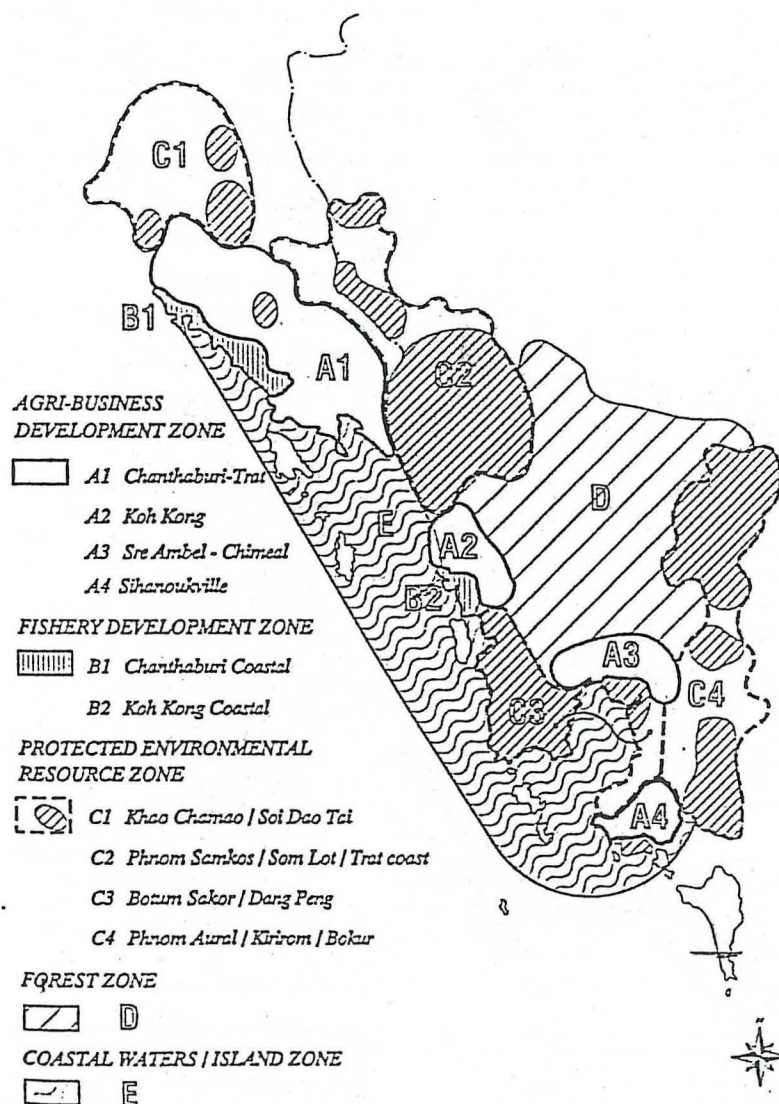 C1
B1
A1
C2
D
E
A2
B2
A3
C3
C4
A4
AGRI-BUSINESS
DEVELOPMENT ZONE
A1 Chanthaburi-Trat
A2 Koh Kong
A3 Sre Ambel - Chimeal
A4 Sihanoukville
FISHERY DEVELOPMENT ZONE
B1 Chanthaburi Coastal
B2 Koh Kong Coastal
PROTECTED ENVIRONMENTAL
RESOURCE ZONE
C1 Khao Chamao / Soi Dao Tai
C2 Phnom Samkos / Som Lot / Trat coast
C3 Botum Sakor / Dang Peng
C4 Phnom Aural / Kirirom / Bokur
FOREST ZONE
D
COASTAL WATERS / ISLAND ZONE
E
N